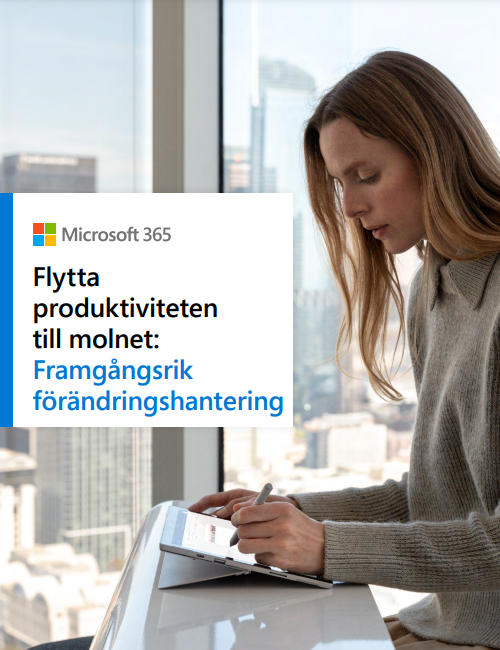 Microsoft 365
Flytta
produktiviteten
till molnet:
Framgångsrik
förändringshantering